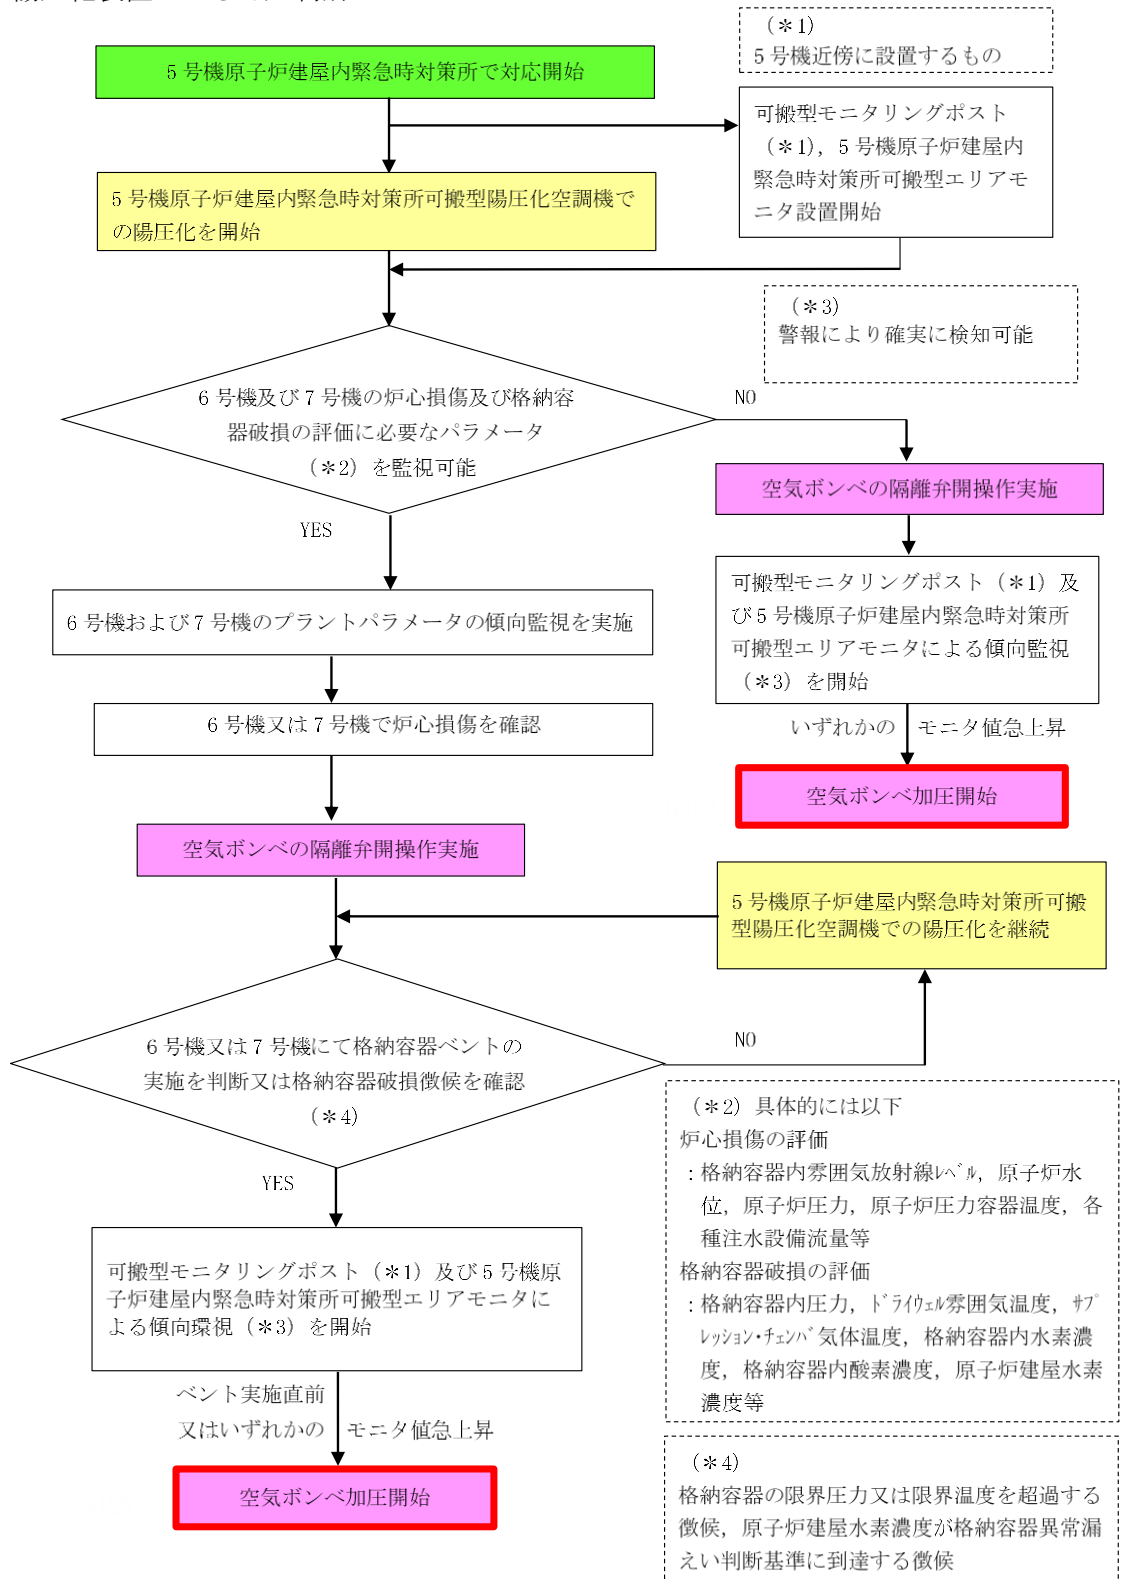 (*1)
5号機近傍に設置するもの
5号機原子炉建屋内緊急時対策所で対応開始
可搬型モニタリングポスト
(*1),5号機原子炉建屋内
緊急時対策所可搬型エリアモ
ニタ設置開始
5号機原子炉建屋内緊急時対策所可搬型陽圧化空調機で
の陽圧化を開始
(*3)
警報により確実に検知可能
6号機及び7号機の炉心損傷及び格納容
器破損の評価に必要なパラメータ
(*2)を監視可能
NO
YES
空気ボンベの隔離弁開操作実施
可搬型モニタリングポスト(*1)及
び5号機原子炉建屋内緊急時対策所
可搬型エリアモニタによる傾向監視
(*3)を開始
6号機および7号機のプラントパラメータの傾向監視を実施
6号機又は7号機で炉心損傷を確認
いずれかの モニタ値急上昇
空気ボンベ加圧開始
空気ボンベの隔離弁開操作実施
5号機原子炉建屋内緊急時対策所可搬
型陽圧化空調機での陽圧化を継続
6号機又は7号機にて格納容器ベントの
実施を判断又は格納容器破損徴候を確認
(*4)
NO
YES
(*2)具体的には以下
炉心損傷の評価
:格納容器内雰囲気放射線レベル,原子炉水
位,原子炉圧力,原子炉圧力容器温度,各
種注水設備流量等
格納容器破損の評価
:格納容器内圧力,ドライウェル雰囲気温度,サプ
レッション・チェンバ気体温度,格納容器内水素濃
度,格納容器内酸素濃度,原子炉建屋水素
濃度等
可搬型モニタリングポスト(*1)及び5号機原
子炉建屋内緊急時対策所可搬型エリアモニタに
よる傾向環視(*3)を開始
ベント実施直前
又はいずれかの モニタ値急上昇
空気ボンベ加圧開始
(*4)
格納容器の限界圧力又は限界温度を超過する
徴候,原子炉建屋水素濃度が格納容器異常漏
えい判断基準に到達する徴候